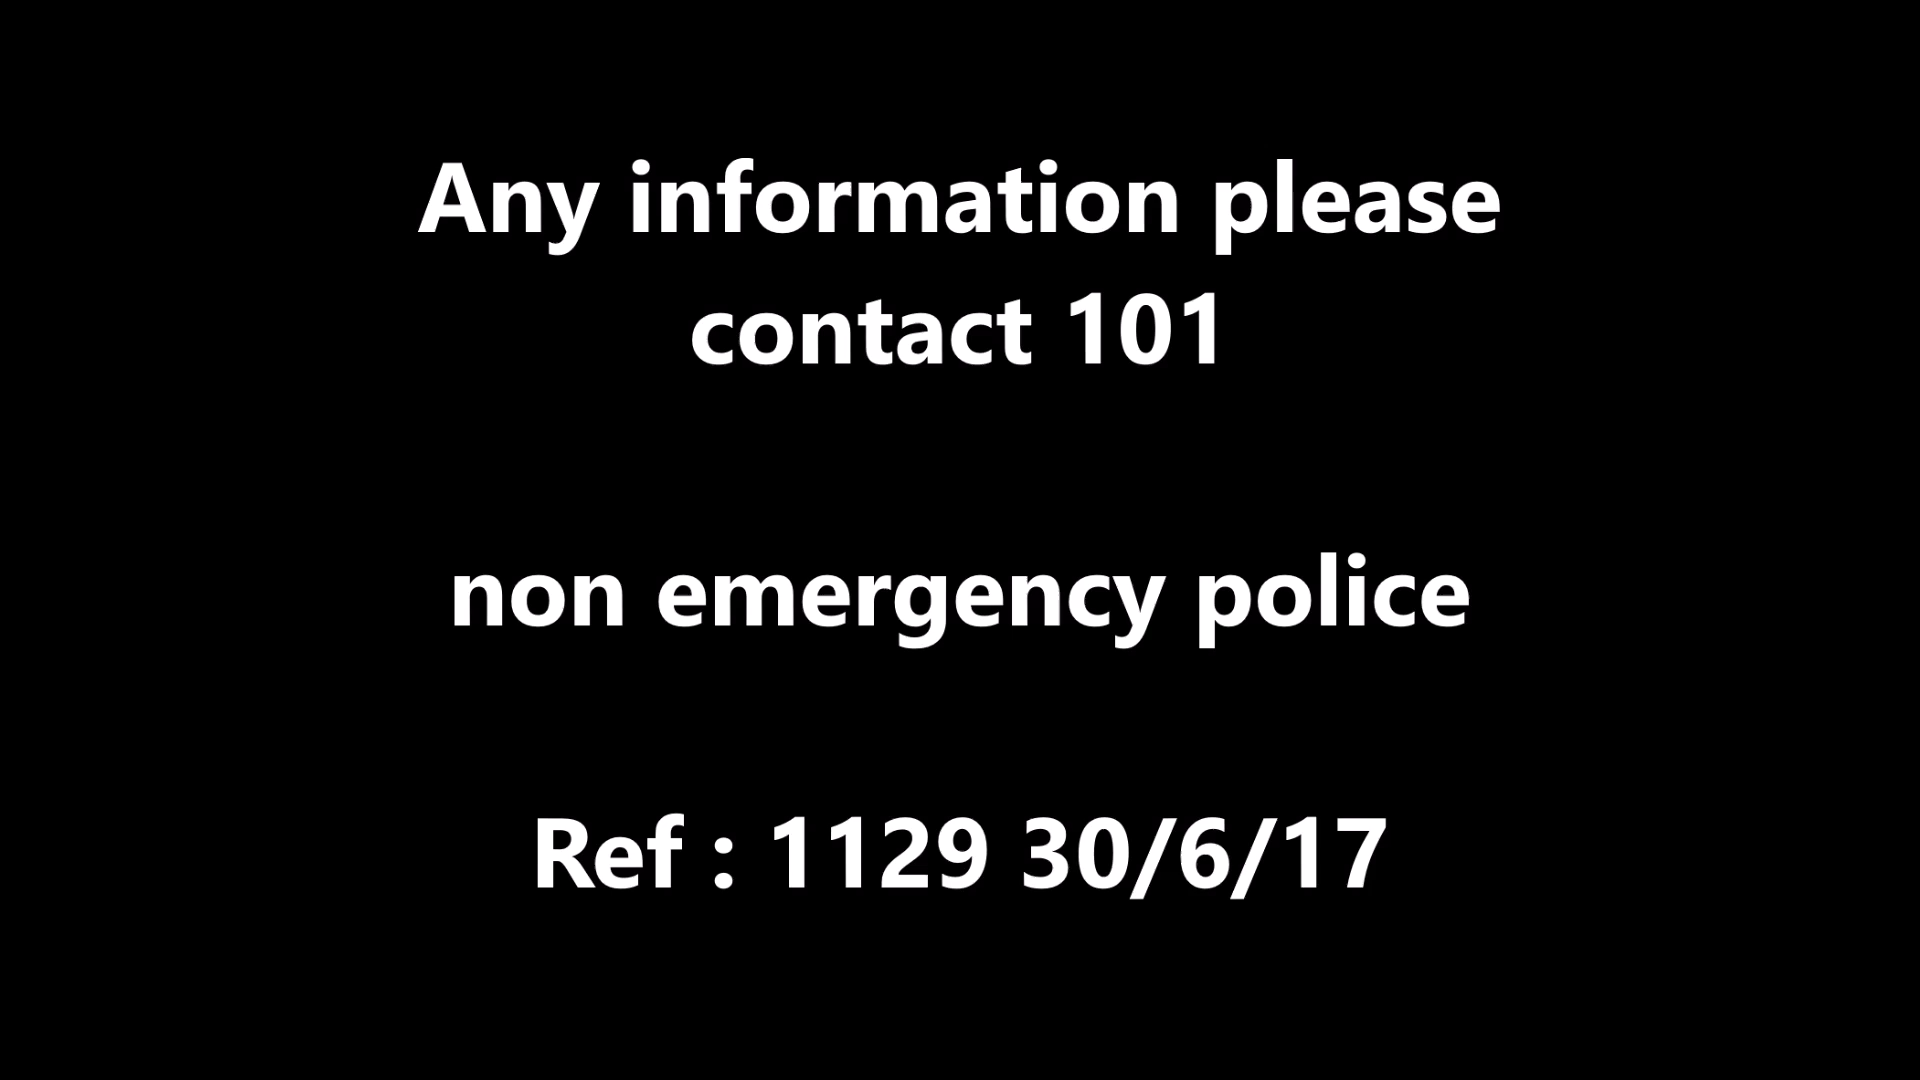 Any information please
contact 101
non emergency police
Ref : 1129 30/6/17